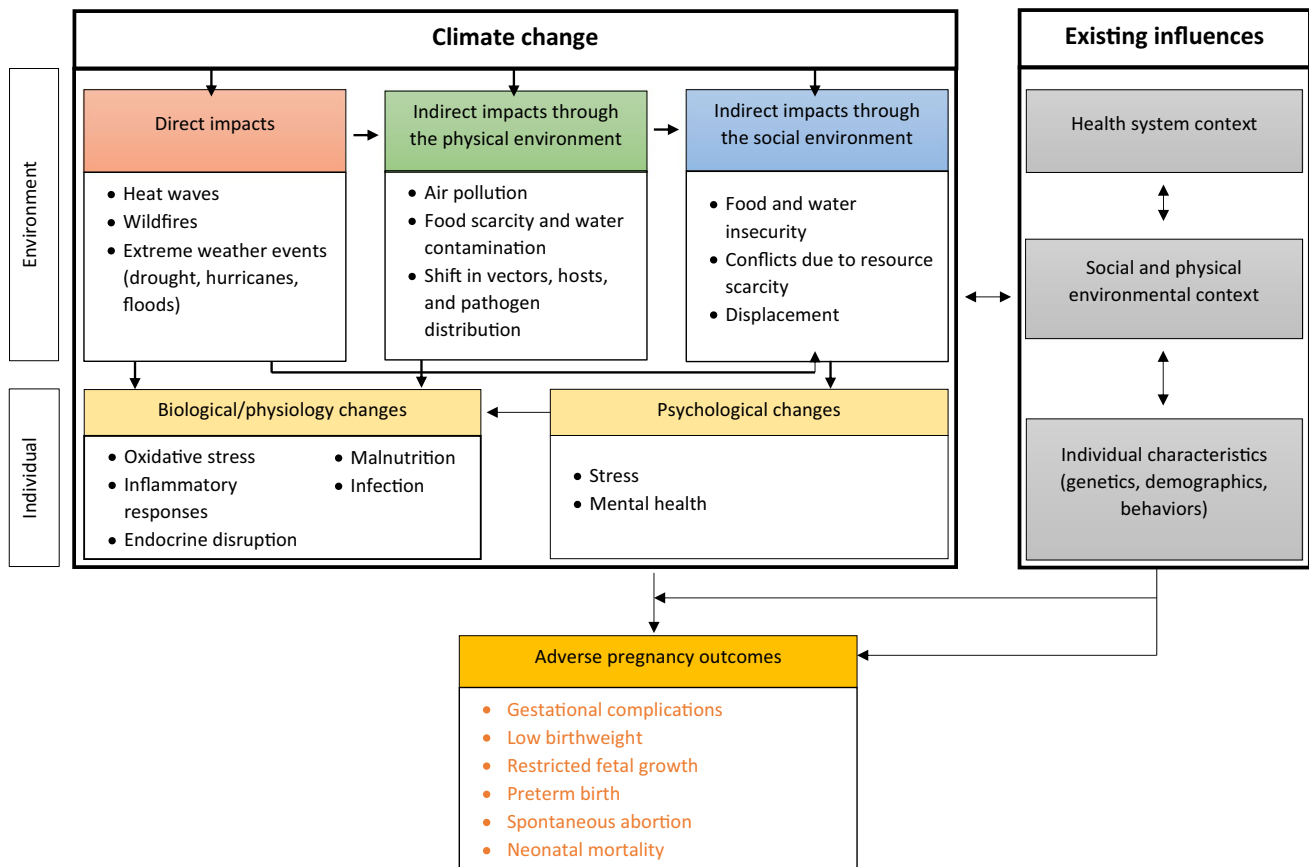 Climate change
Existing influences
Environment
Direct impacts
• Heat waves
• Wildfires
• Extreme weather events
(drought, hurricanes,
floods)
Indirect impacts through
the physical environment
• Air pollution
• Food scarcity and water
contamination
• Shift in vectors, hosts,
and pathogen
distribution
Indirect impacts through
the social environment
• Food and water
insecurity
• Conflicts due to resource
scarcity
• Displacement
Health system context
Social and physical
environmental context
Individual characteristics
(genetics, demographics,
behaviors)
Individual
Biological/physiology changes
• Oxidative stress
• Inflammatory
responses
• Endocrine disruption
• Malnutrition
• Infection
Psychological changes
• Stress
• Mental health
Adverse pregnancy outcomes
• Gestational complications
• Low birthweight
• Restricted fetal growth
• Preterm birth
• Spontaneous abortion
• Neonatal mortality